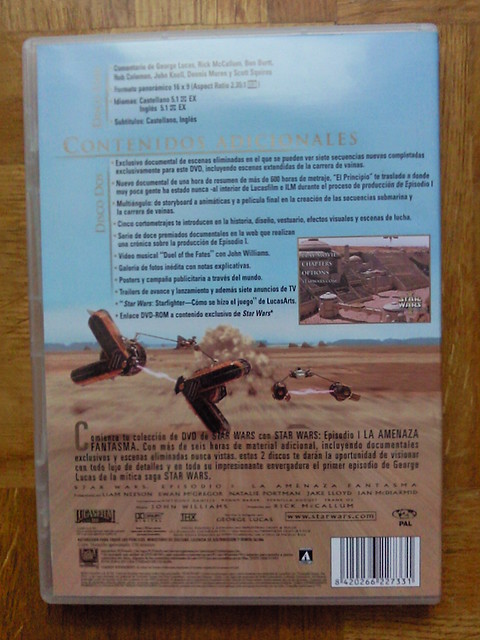 Comentario de George Lucas, Rick McCallum, Ben Burtt,
Rob Coleman, John Knoll, Dennis Muren y Scott Squires
Formato panorámico 16 x 9 (Aspect Ratio 2.35:1)
Idiomas: Castellano 5.1 EX
Inglés 5.1 EX
Subtítulos: Castellano, Inglés
CONTENIDOS ADICIONALES
DISCO DOS
· Exclusivo documental de escenas eliminadas en el que se pueden ver siete secuencias nuevas completadas
exclusivamente para este DVD, incluyendo escenas extendidas de la carrera de vainas.
· Nuevo documental de una hora de resumen de más de 600 horas de metraje. "El Principio" te traslada a donde
muy poca gente ha estado nunca -al interior de Lucasfilm e ILM durante el proceso de producción de Episodio I
· Multiángulo: de storyboard a animáticas y a película final en la creación de las secuencias submarina y
la carrera de vainas.
· Cinco cortometrajes te introducen en la historia, diseño, vestuario, efectos visuales y escenas de lucha.
· Serie de doce premiados documentales en la web que realizan
una crónica sobre la producción de Episodio I.
· Video musical "Duel of the Fates" con John Williams.
· Galería de fotos inédita con notas explicativas.
· Posters y campaña publicitaria a través del mundo.
· Trailers de avance y lanzamiento y además siete anuncios de TV
· "Star Wars: Starfighter—Cómo se hizo el juego" de LucasArts.
· Enlace DVD-ROM a contenido exclusivo de Star Wars*
CHAPTERS
OPTIONS
STAR
WARS
Comienza tu colección de DVD de STAR WARS con STAR WARS: Episodio I LA AMENAZA
FANTASMA. Con más de seis horas de material adicional, incluyendo documentales
exclusivos y escenas eliminadas nunca vistas, estos 2 discos te darán la oportunidad de visionar
con todo lujo de detalles y en toda su impresionante envergadura el primer episodio de George
Lucas de la mítica saga STAR WARS.
STAR WARS, EPISODIO I, LA AMENAZA FANTASMA
LIAM NEESON EWAN MCGREGOR NATALIE PORTMAN JAKE LLOYD IAN MCDIARMID
JOHN WILLIAMS
RICK MCCALLUM
GEORGE LUCAS
LUCASFILM
THX
www.starwars.com
PAL
8 420266 227331